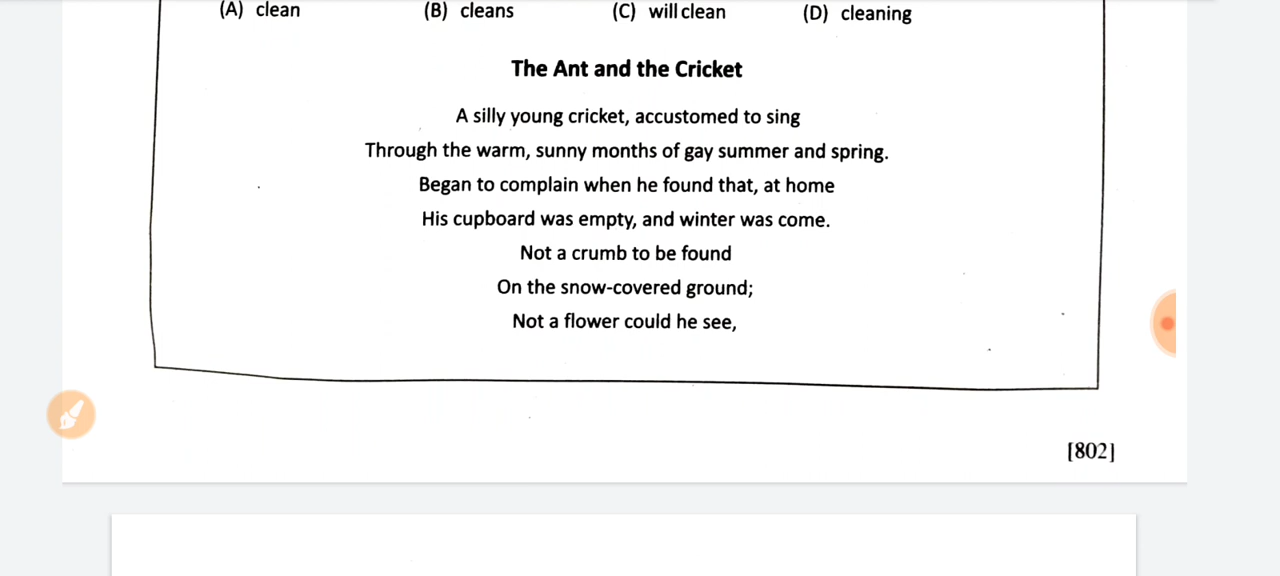 (A) clean (B) cleans (C) will clean (D) cleaning
The Ant and the Cricket
A silly young cricket, accustomed to sing
Through the warm, sunny months of gay summer and spring.
Began to complain when he found that, at home
His cupboard was empty, and winter was come.
Not a crumb to be found
On the snow-covered ground;
Not a flower could he see,
[802]